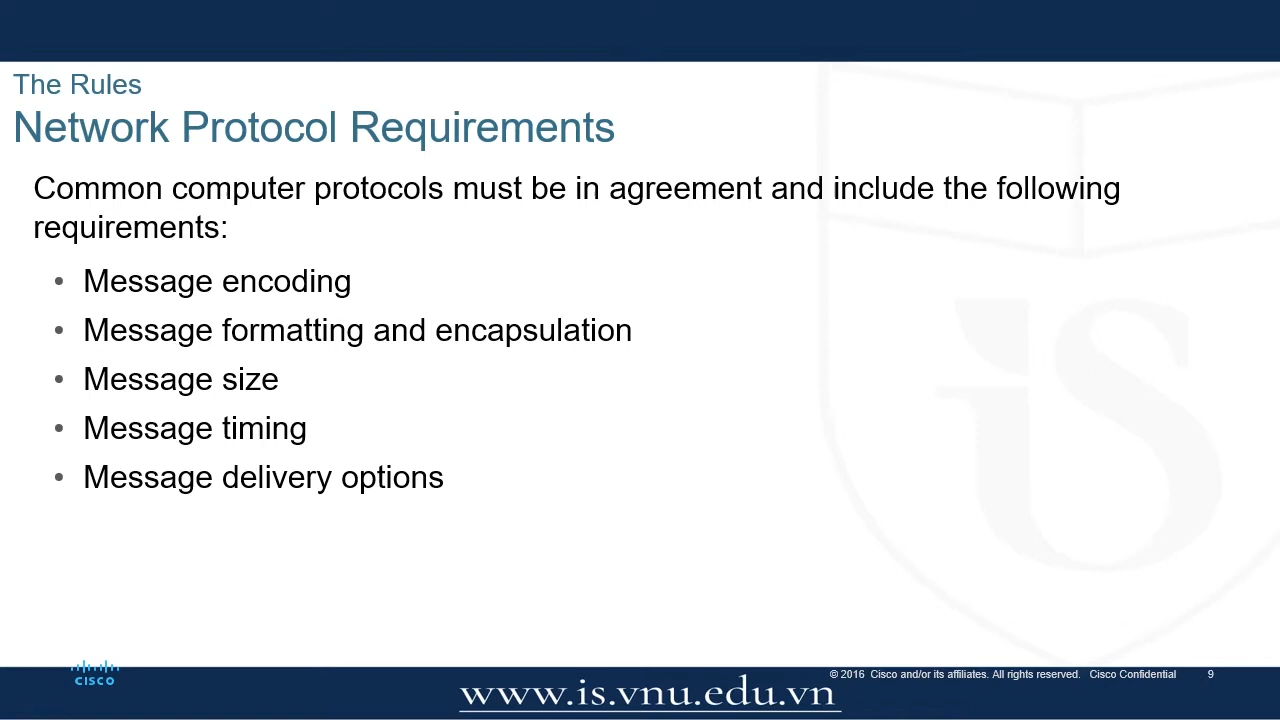 The Rules
Network Protocol Requirements
Common computer protocols must be in agreement and include the following
requirements:
• Message encoding
• Message formatting and encapsulation
• Message size
• Message timing
• Message delivery options
iS
CISCO
© 2016 Cisco and/or its affiliates. All rights reserved. Cisco Confidential 9
www.is.vnu.edu.vn